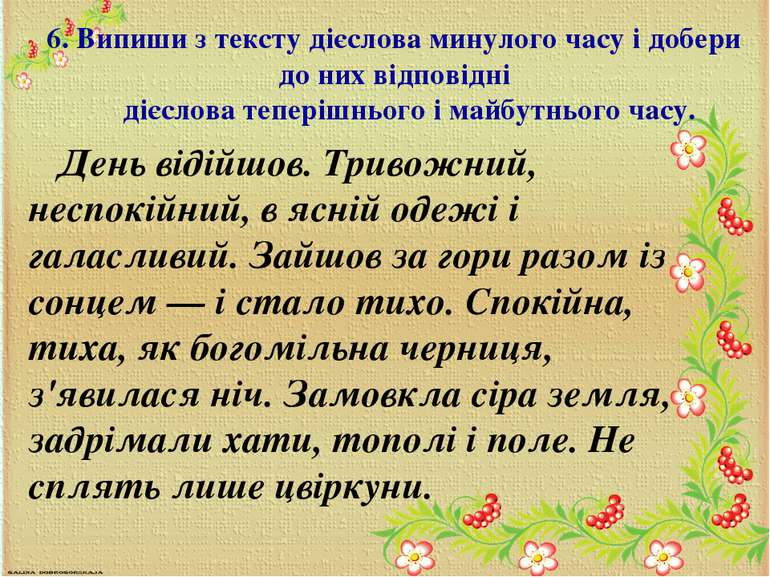 6. Випиши з тексту дієслова минулого часу і добери
до них відповідні
дієслова теперішнього і майбутнього часу.
День відійшов. Тривожний,
неспокійний, в ясній одежі і
галасливий. Зайшов за гори разом із
сонцем — і стало тихо. Спокійна,
тиха, як богомільна черниця,
з'явилася ніч. Замовкла сіра земля,
задрімали хати, тополі і поле. Не
сплять лише цвіркуни.
GALINA DOBROGORSKAJA